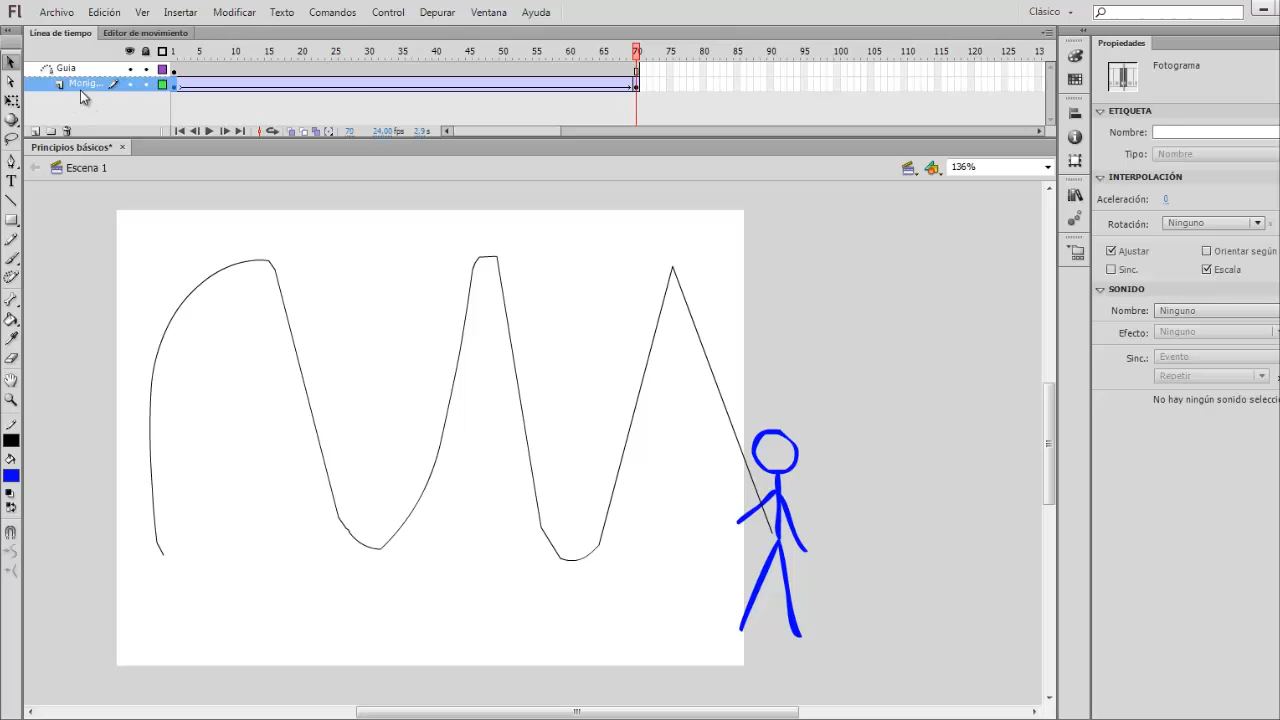 Fl Archivo Edición Ver Insertar Modificar Texto Comandos Control Depurar Ventana Ayuda Clásico
Línea de tiempo Editor de movimiento
1 5 10 15 20 25 30 35 40 45 50 55 60 65 70 75 80 85 90 95 100 105 110 115 120 125 13
Guia
Monig...
70 24,00 fps 2,9 s
Principios básicos* ×
Escena 1
136%
Propiedades
Fotograma
ETIQUETA
Nombre:
Tipo: Nombre
INTERPOLACIÓN
Aceleración: 0
Rotación: Ninguno
Ajustar Orientar según
Sinc. Escala
SONIDO
Nombre: Ninguno
Efecto: Ninguno
Sinc.: Evento
Repetir
No hay ningún sonido selecci
T